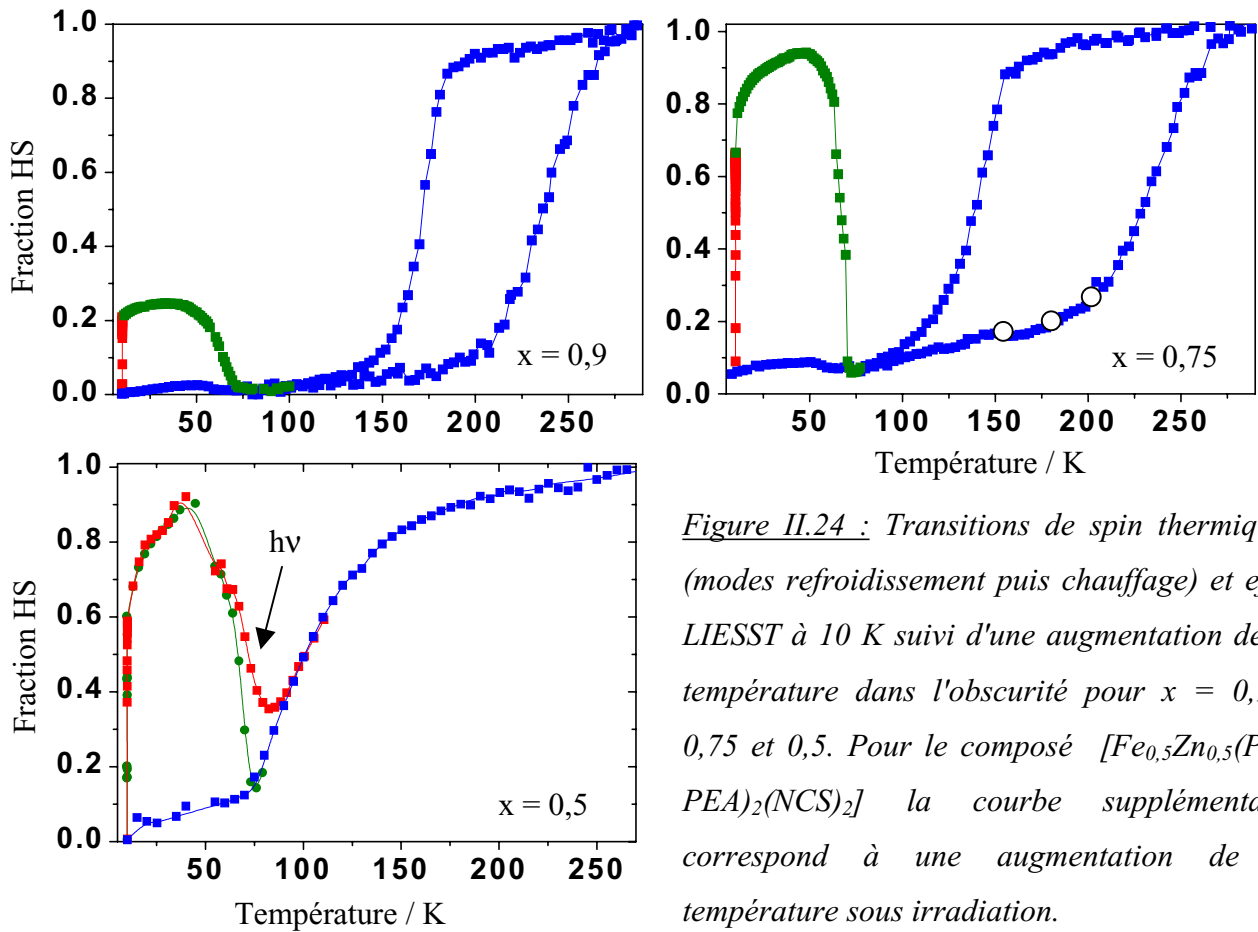 1.0
0.8
0.6
0.4
0.2
0.0
50
100
150
200
250
Fraction HS
x = 0,9
1.0
0.8
0.6
0.4
0.2
0.0
50
100
150
200
250
x = 0,75
Température / K
1.0
0.8
0.6
0.4
0.2
0.0
50
100
150
200
250
Fraction HS
hν
x = 0,5
Température / K
Figure II.24 : Transitions de spin thermiq
(modes refroidissement puis chauffage) et
LIESST à 10 K suivi d'une augmentation de
température dans l'obscurité pour x = 0,
0,75 et 0,5. Pour le composé [Fe0,5Zn0,5(P
PEA)2(NCS)2] la courbe supplément
correspond à une augmentation de
température sous irradiation.